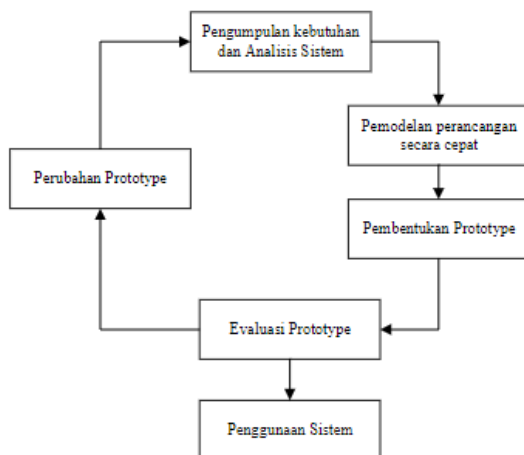 Pengumpulan kebutuhan
dan Analisis Sistem
Pemodelan perancangan
secara cepat
Perubahan Prototype
Pembentukan Prototype
Evaluasi Prototype
Penggunaan Sistem